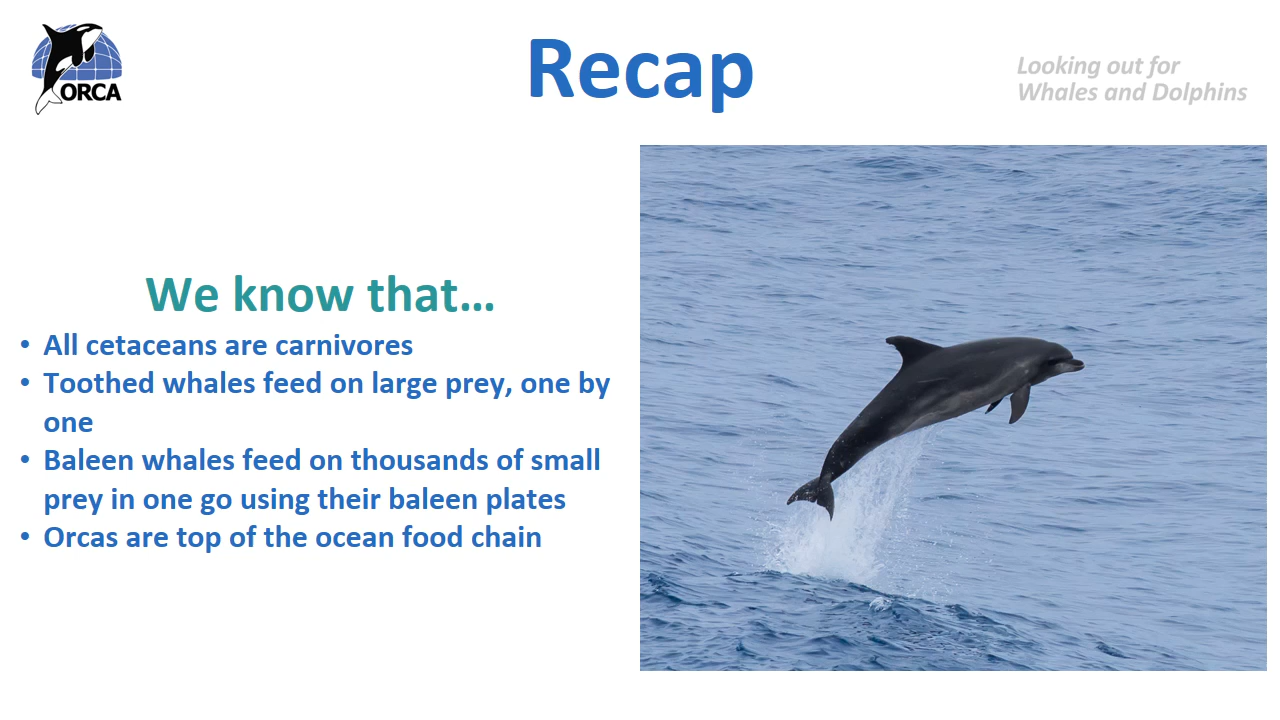 ORCA
Recap
Looking out for
Whales and Dolphins
We know that...
• All cetaceans are carnivores
• Toothed whales feed on large prey, one by
one
• Baleen whales feed on thousands of small
prey in one go using their baleen plates
• Orcas are top of the ocean food chain